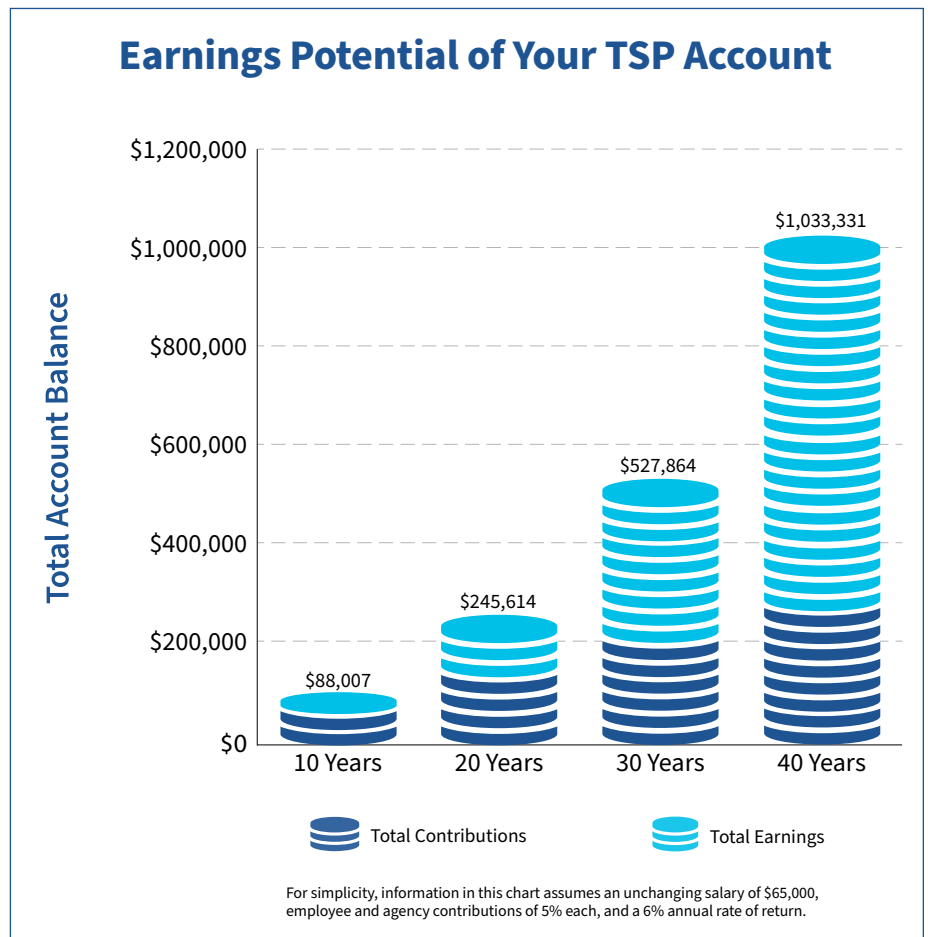 Earnings Potential of Your TSP Account
Total Account Balance
$1,200,000
$1,000,000
$800,000
$600,000
$400,000
$200,000
$0
$88,007
$245,614
$527,864
$1,033,331
10 Years
20 Years
30 Years
40 Years
Total Contributions
Total Earnings
For simplicity, information in this chart assumes an unchanging salary of $65,000,
employee and agency contributions of 5% each, and a 6% annual rate of return.